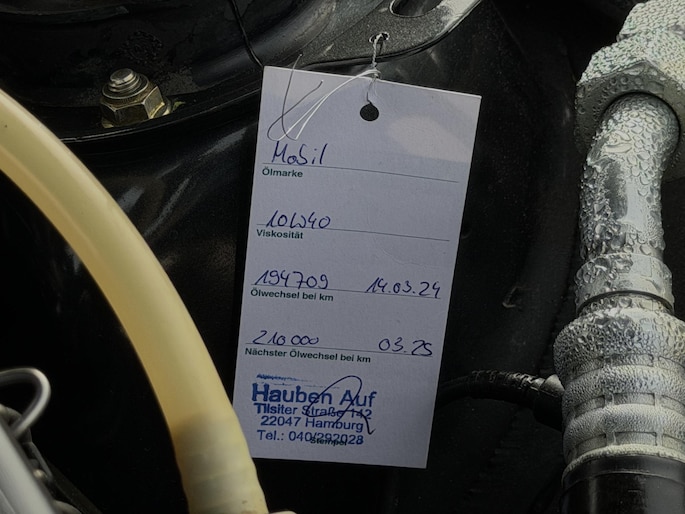 Mobil
Ölmarke
10W40
Viskosität
194709 14.03.24
Ölwechsel bei km
210000 03.25
Nächster Ölwechsel bei km
Hauben Auf
Tilsiter Straße 142
22047 Hamburg
Tel.: 040/292028
Stempel